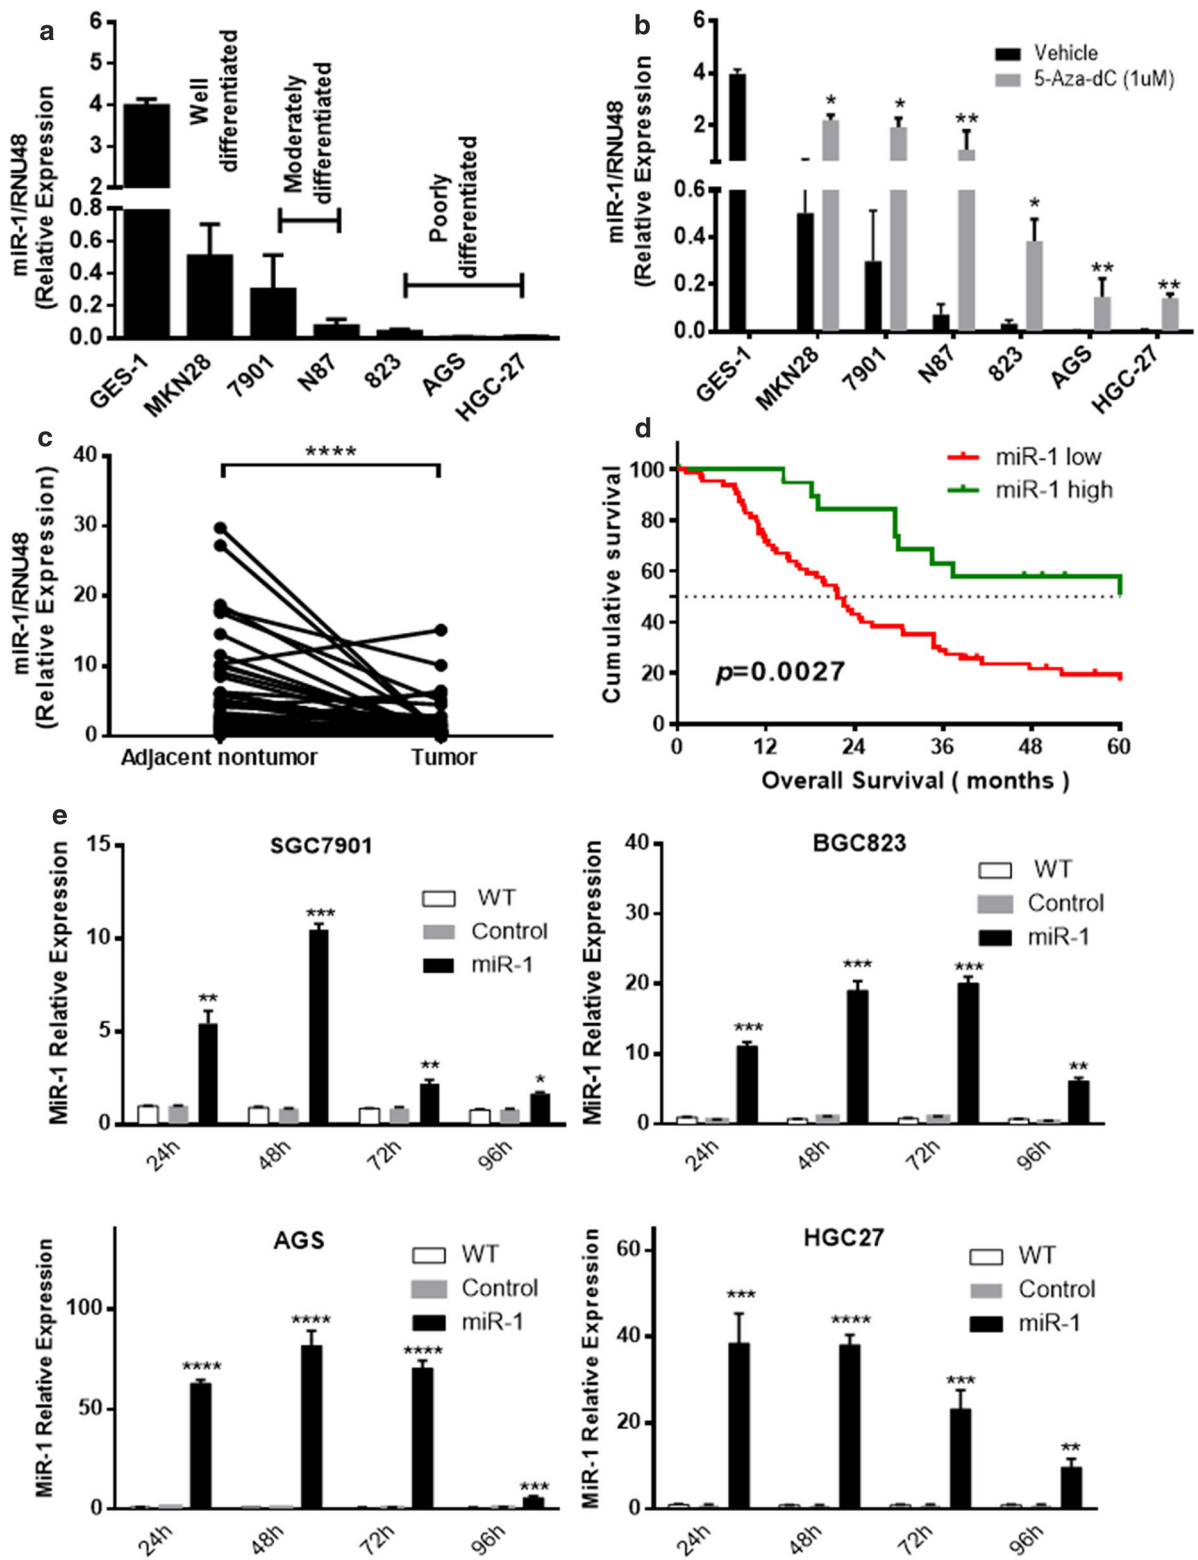 a
miR-1/RNU48
(Relative Expression)
6
5
4
3
2
0.8
0.6
0.4
0.2
0.0
Well
differentiated
Moderately
differentiated
Poorly
differentiated
GES-1
MKN28
7901
N87
823
AGS
HGC-27
b
miR-1/RNU48
(Relative Expression)
6
4
2
0.6
0.4
0.2
0.0
Vehicle
5-Aza-dC (1uM)
*
*
**
*
**
**
GES-1
MKN28
7901
N87
823
AGS
HGC-27
c
miR-1/RNU48
(Relative Expression)
40
30
20
10
0
****
Adjacent nontumor
Tumor
d
Cumulative survival
100
80
60
40
20
0
miR-1 low
miR-1 high
p=0.0027
0 12 24 36 48 60
Overall Survival ( months )
e
SGC7901
MiR-1 Relative Expression
15
10
5
0
WT
Control
miR-1
**
***
**
*
24h
48h
72h
96h
BGC823
MiR-1 Relative Expression
40
30
20
10
0
WT
Control
miR-1
***
***
***
**
24h
48h
72h
96h
AGS
MiR-1 Relative Expression
100
50
0
WT
Control
miR-1
****
****
****
***
24h
48h
72h
96h
HGC27
MiR-1 Relative Expression
60
40
20
0
WT
Control
miR-1
***
****
***
**
24h
48h
72h
96h